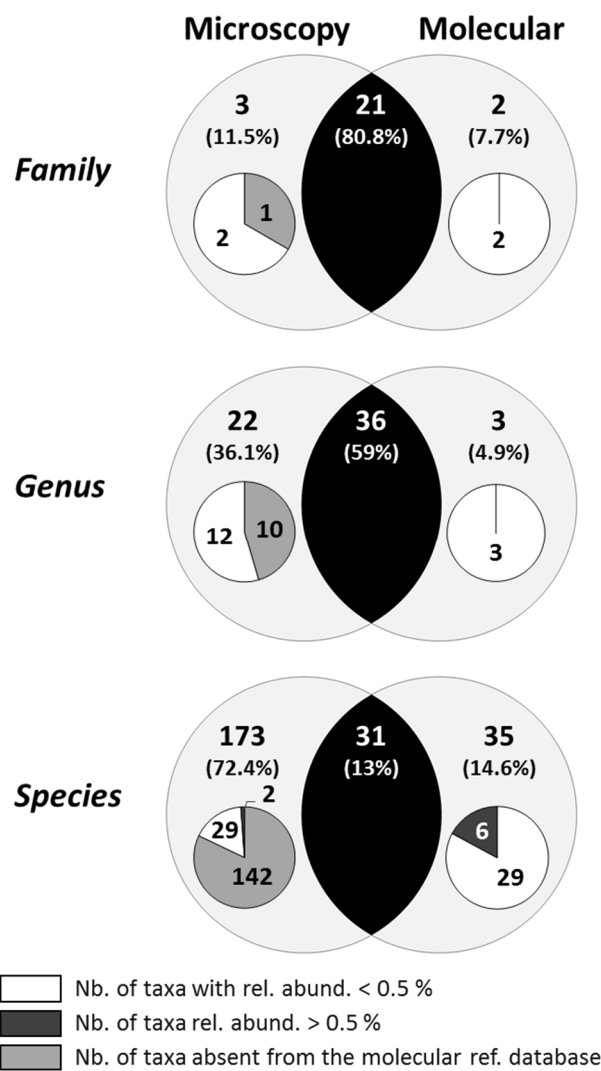 Microscopy Molecular
3 21 2
(11.5%) (80.8%) (7.7%)
Family
1
2 2
22 36 3
(36.1%) (59%) (4.9%)
Genus
12 10 3
173 31 35
(72.4%) (13%) (14.6%)
Species
2
29 6
142 29
Nb. of taxa with rel. abund. < 0.5 %
Nb. of taxa rel. abund. > 0.5 %
Nb. of taxa absent from the molecular ref. database